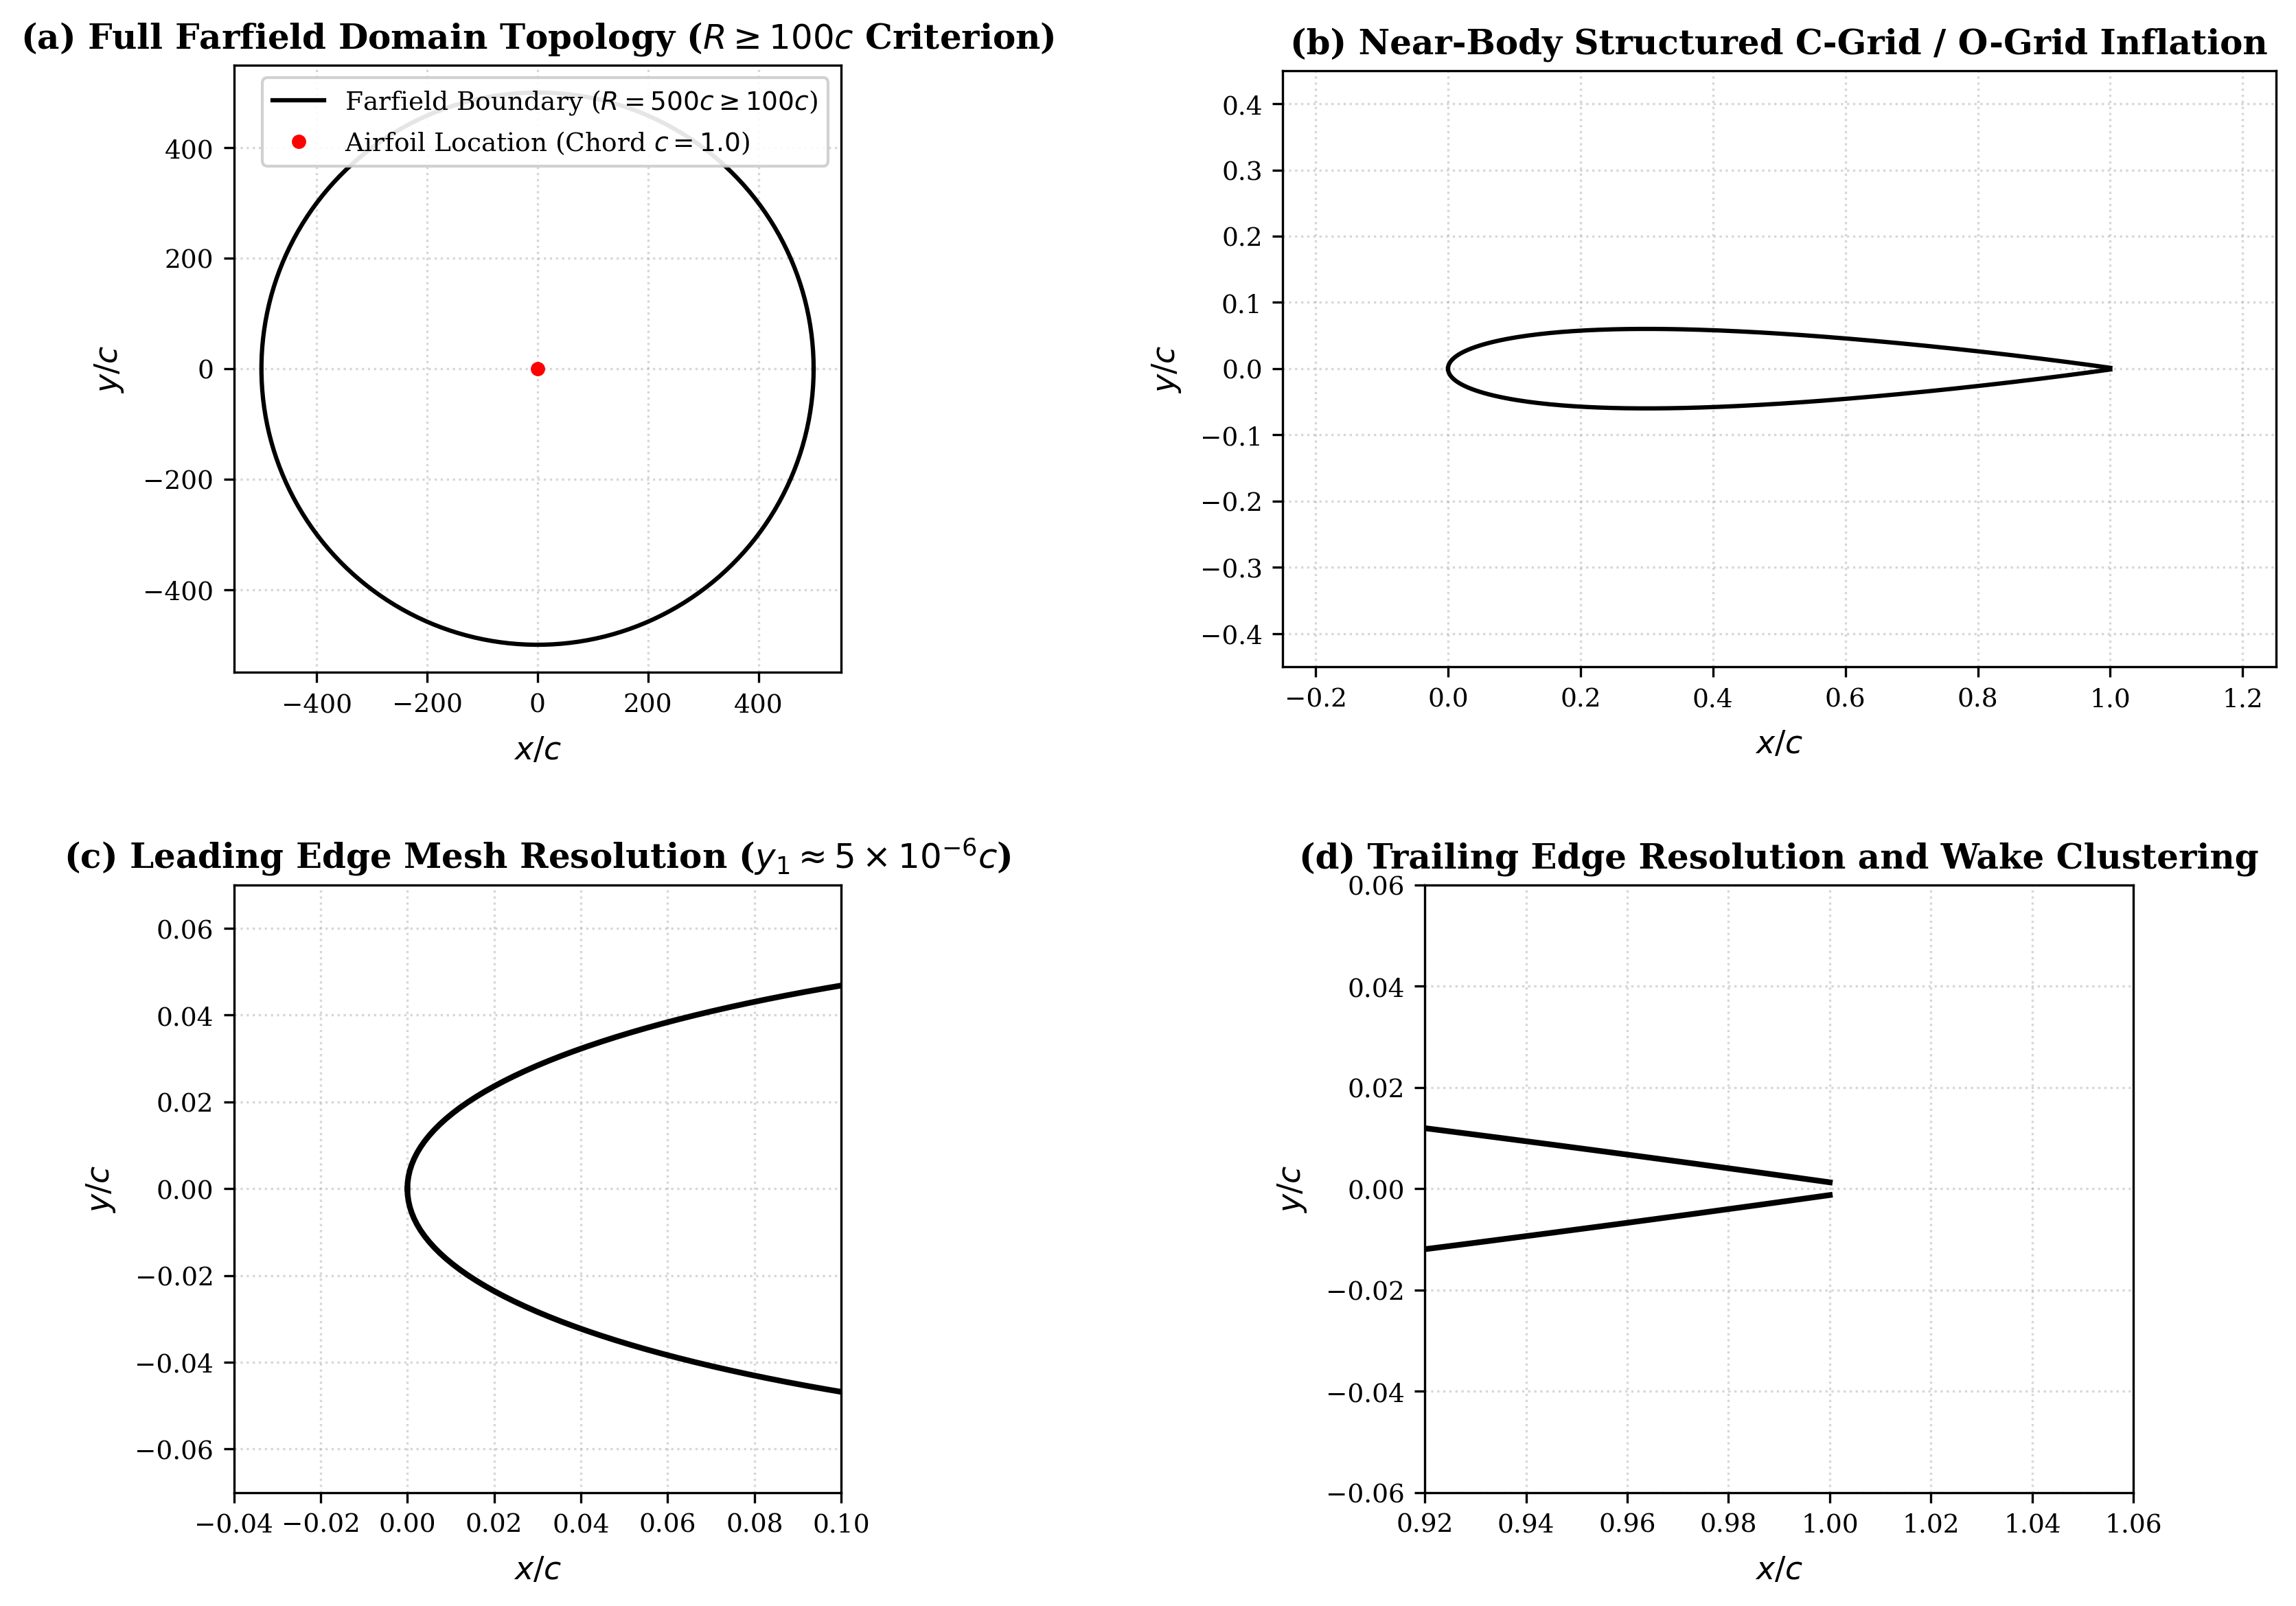 (a) Full Farfield Domain Topology (R ≥ 100c Criterion)
Farfield Boundary (R = 500c ≥ 100c)
Airfoil Location (Chord c = 1.0)
400
200
0
−200
−400
y/c
−400 −200 0 200 400
x/c
(b) Near-Body Structured C-Grid / O-Grid Inflation
0.4
0.3
0.2
0.1
0.0
−0.1
−0.2
−0.3
−0.4
y/c
−0.2 0.0 0.2 0.4 0.6 0.8 1.0 1.2
x/c
(c) Leading Edge Mesh Resolution (y₁ ≈ 5 × 10⁻⁶c)
0.06
0.04
0.02
0.00
−0.02
−0.04
−0.06
y/c
−0.04 −0.02 0.00 0.02 0.04 0.06 0.08 0.10
x/c
(d) Trailing Edge Resolution and Wake Clustering
0.06
0.04
0.02
0.00
−0.02
−0.04
−0.06
y/c
0.92 0.94 0.96 0.98 1.00 1.02 1.04 1.06
x/c